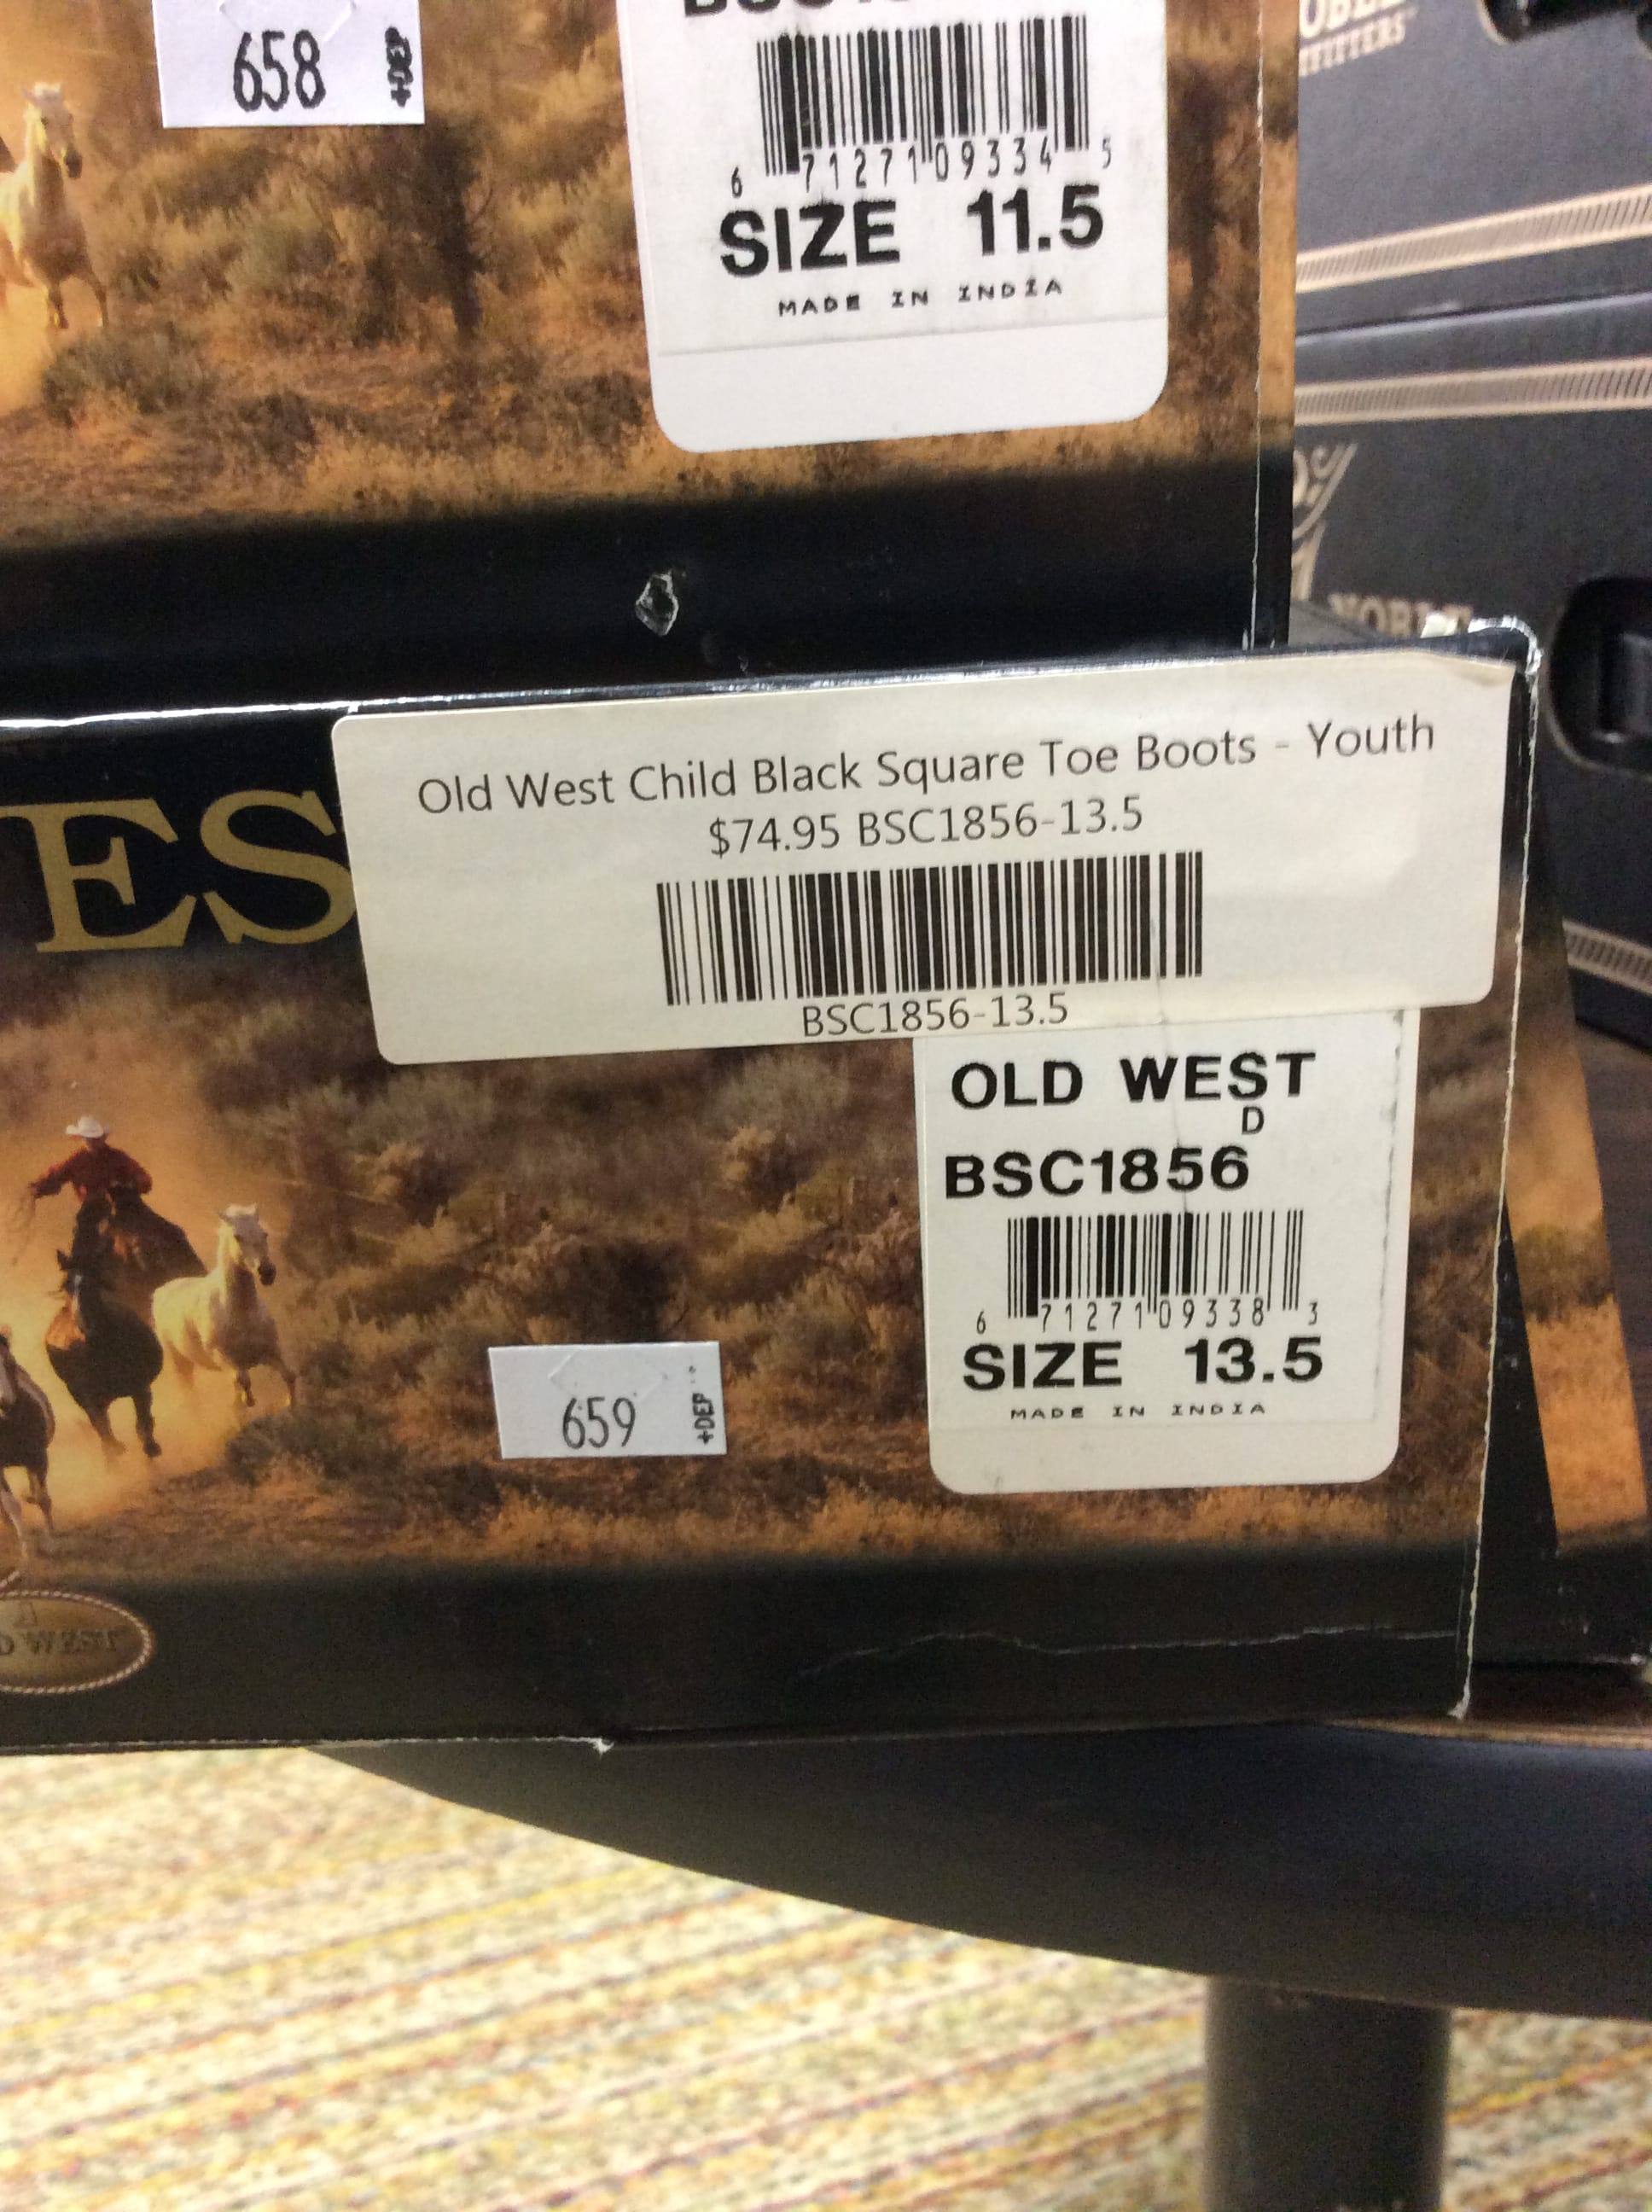 658
+DEP
6 71271 09334 5
SIZE 11.5
MADE IN INDIA
Old West Child Black Square Toe Boots - Youth
$74.95 BSC1856-13.5
BSC1856-13.5
ES
OLD WEST
D
BSC1856
6 71271 09338 3
SIZE 13.5
MADE IN INDIA
659
+DEP
D WEST